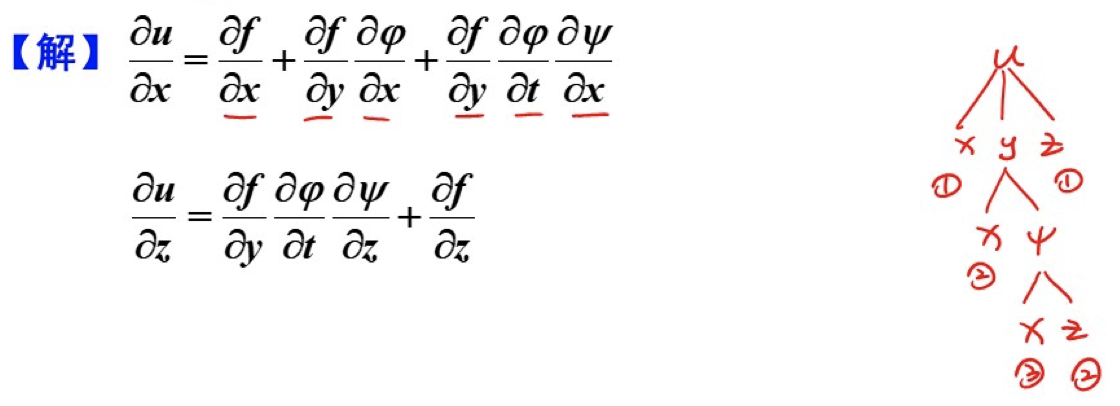 【解】 ∂u/∂x = ∂f/∂x + ∂f/∂y ∂φ/∂x + ∂f/∂y ∂φ/∂t ∂ψ/∂x
∂u/∂z = ∂f/∂y ∂φ/∂t ∂ψ/∂z + ∂f/∂z
u
x y z
① ①
x ψ
②
x z
③ ②